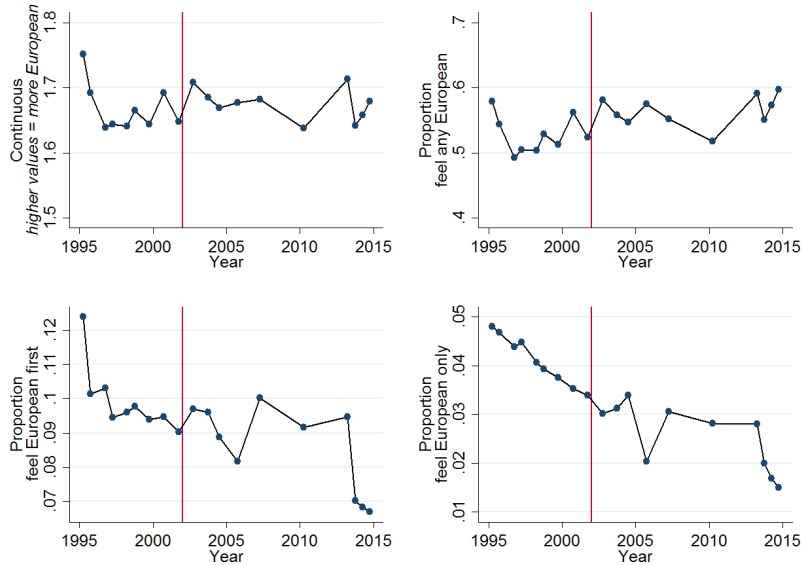 Continuous
higher values = more European
1.8
1.7
1.6
1.5
1995 2000 2005 2010 2015
Year
Proportion
feel any European
.7
.6
.5
.4
1995 2000 2005 2010 2015
Year
Proportion
feel European first
.12
.11
.1
.09
.08
.07
1995 2000 2005 2010 2015
Year
Proportion
feel European only
.05
.04
.03
.02
.01
1995 2000 2005 2010 2015
Year